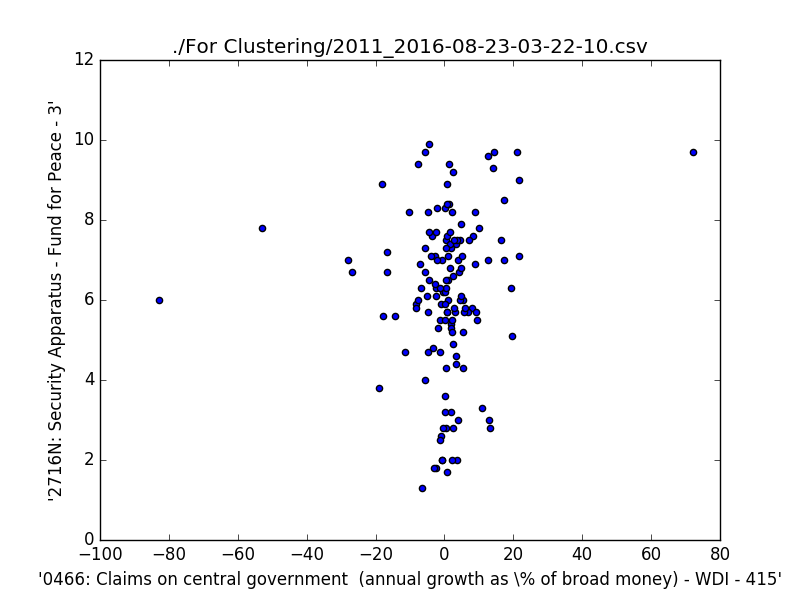 ./For Clustering/2011_2016-08-23-03-22-10.csv
'2716N: Security Apparatus - Fund for Peace - 3'
12
10
8
6
4
2
0
−100 −80 −60 −40 −20 0 20 40 60 80
'0466: Claims on central government  (annual growth as \% of broad money) - WDI - 415'